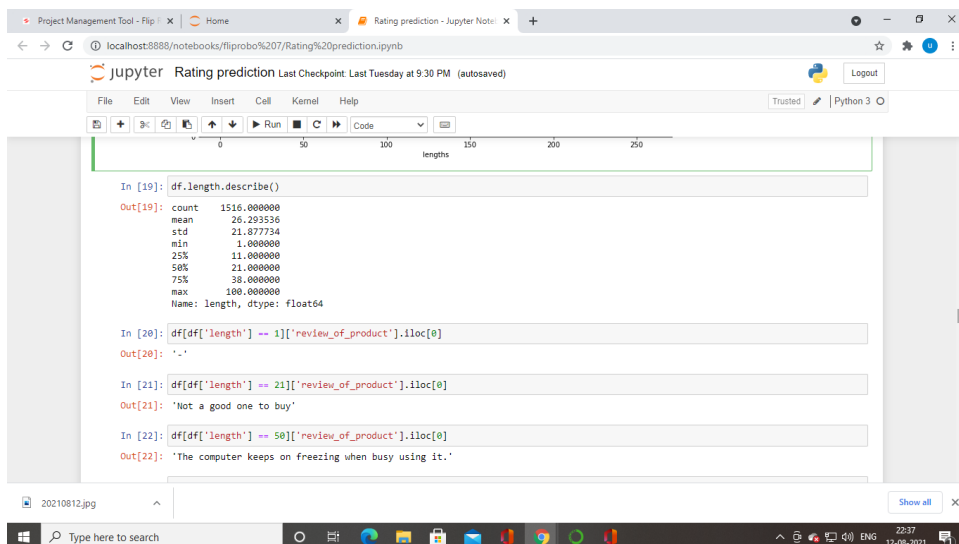 Project Management Tool - Flip
Home
Rating prediction - Jupyter Note
localhost:8888/notebooks/fliprobo%207/Rating%20prediction.ipynb
U
jupyter Rating prediction Last Checkpoint: Last Tuesday at 9:30 PM (autosaved)
Logout
File Edit View Insert Cell Kernel Help
Trusted Python 3
Run Code
0 50 100 150 200 250
lengths
In [19]: df.length.describe()
Out[19]: count 1516.000000
mean 26.293536
std 21.877734
min 1.000000
25% 11.000000
50% 21.000000
75% 38.000000
max 100.000000
Name: length, dtype: float64
In [20]: df[df['length'] == 1]['review_of_product'].iloc[0]
Out[20]: '-'
In [21]: df[df['length'] == 21]['review_of_product'].iloc[0]
Out[21]: 'Not a good one to buy'
In [22]: df[df['length'] == 50]['review_of_product'].iloc[0]
Out[22]: 'The computer keeps on freezing when busy using it.'
20210812.jpg
Show all
Type here to search
ENG
22:37
12-08-2021